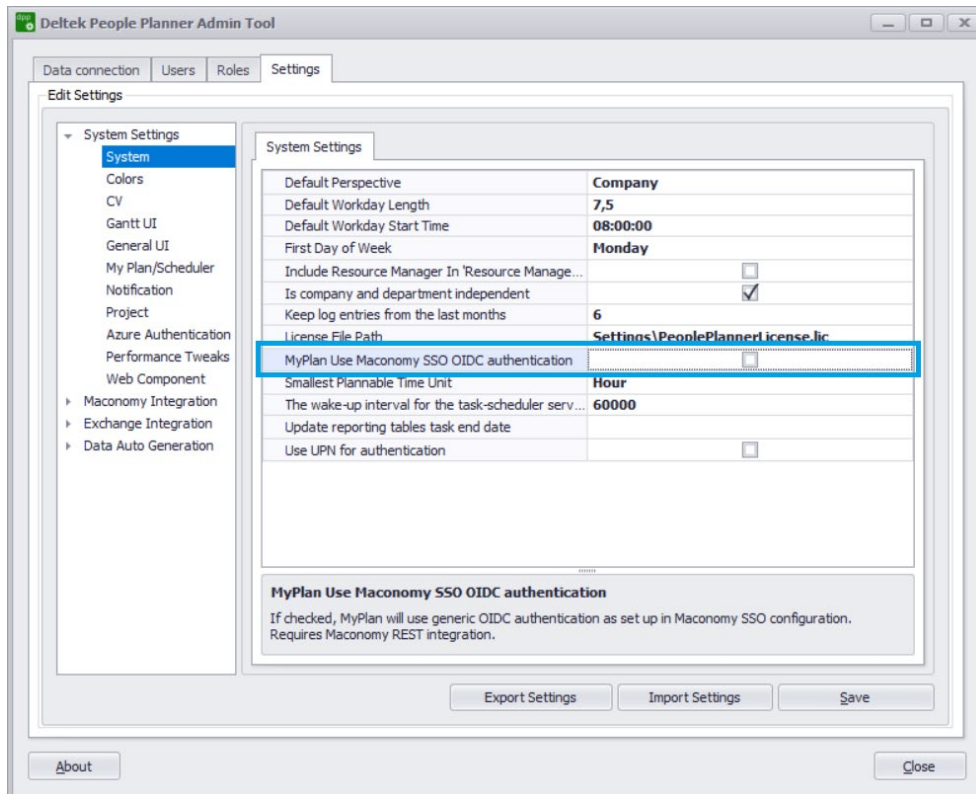 dpp
Deltek People Planner Admin Tool
Data connection Users Roles Settings
Edit Settings
System Settings
System
Colors
CV
Gantt UI
General UI
My Plan/Scheduler
Notification
Project
Azure Authentication
Performance Tweaks
Web Component
Maconomy Integration
Exchange Integration
Data Auto Generation
System Settings
Default Perspective Company
Default Workday Length 7,5
Default Workday Start Time 08:00:00
First Day of Week Monday
Include Resource Manager In 'Resource Manage...
Is company and department independent
Keep log entries from the last months 6
License File Path Settings\PeoplePlannerLicense.lic
MyPlan Use Maconomy SSO OIDC authentication
Smallest Plannable Time Unit Hour
The wake-up interval for the task-scheduler serv... 60000
Update reporting tables task end date
Use UPN for authentication
MyPlan Use Maconomy SSO OIDC authentication
If checked, MyPlan will use generic OIDC authentication as set up in Maconomy SSO configuration.
Requires Maconomy REST integration.
Export Settings Import Settings Save
About Close